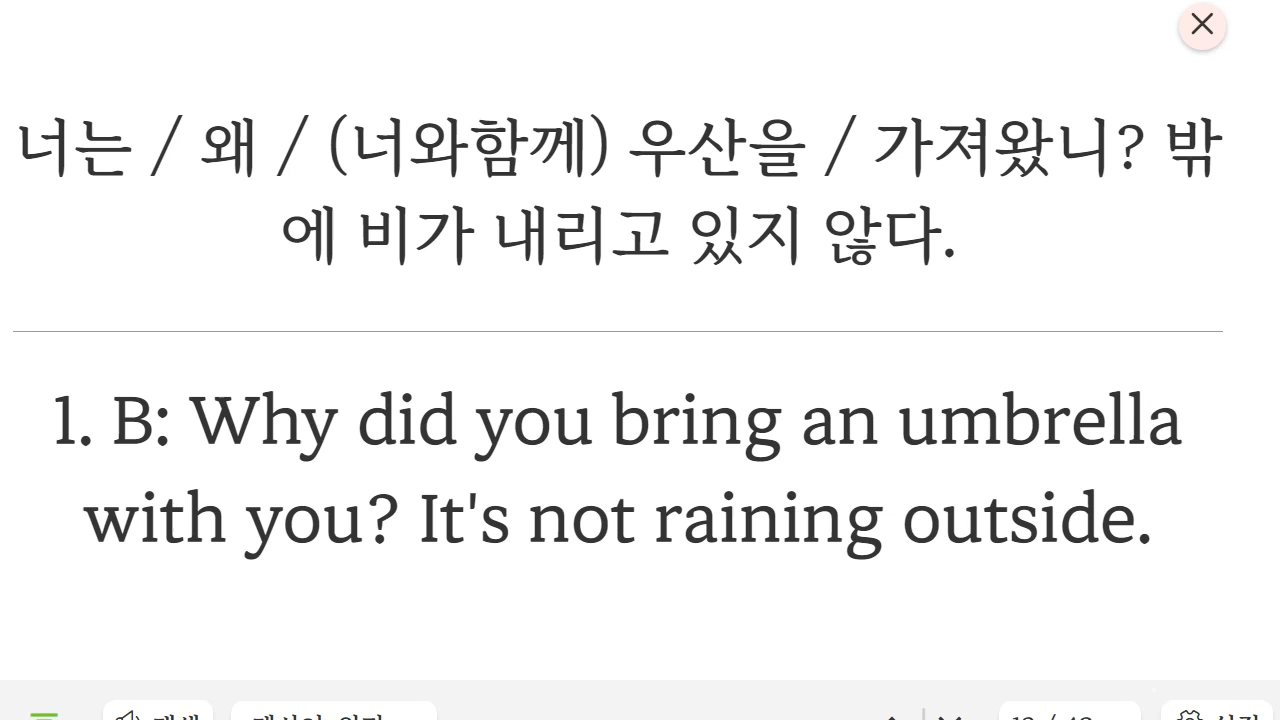 너는 / 왜 / (너와함께) 우산을 / 가져왔니? 밖
에 비가 내리고 있지 않다.
1. B: Why did you bring an umbrella
with you? It's not raining outside.